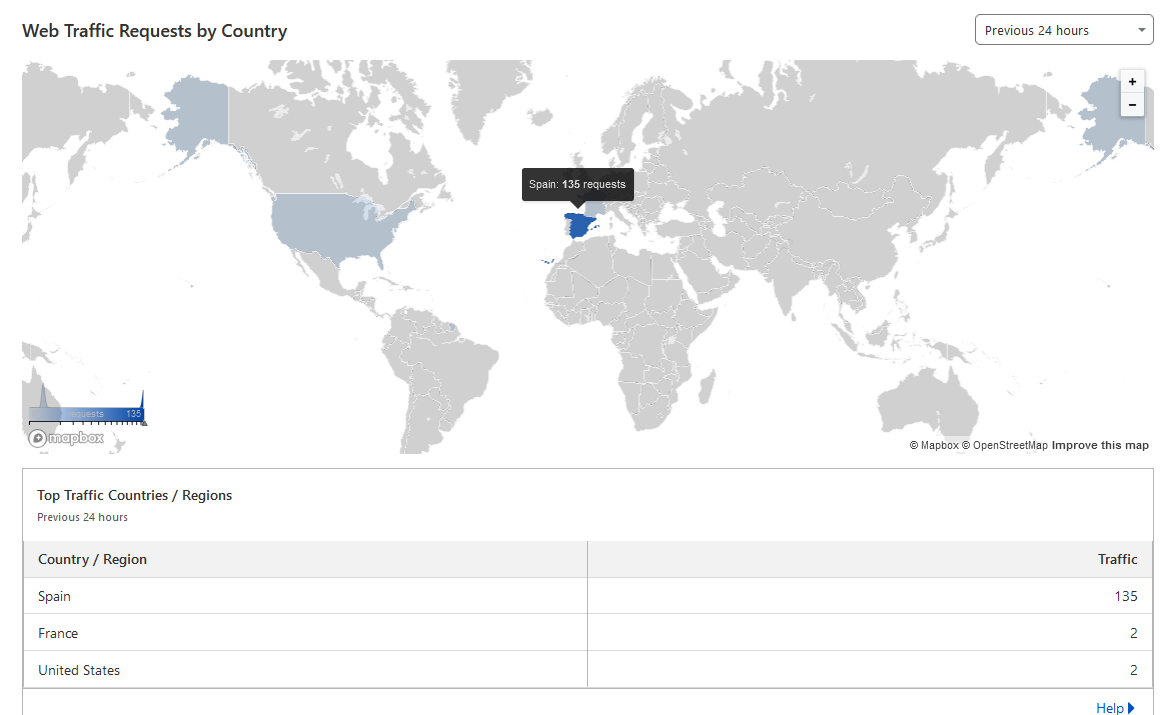 Web Traffic Requests by Country
Previous 24 hours
+
−
Spain: 135 requests
requests 135
mapbox
© Mapbox © OpenStreetMap Improve this map
Top Traffic Countries / Regions
Previous 24 hours
Country / Region Traffic
Spain 135
France 2
United States 2
Help